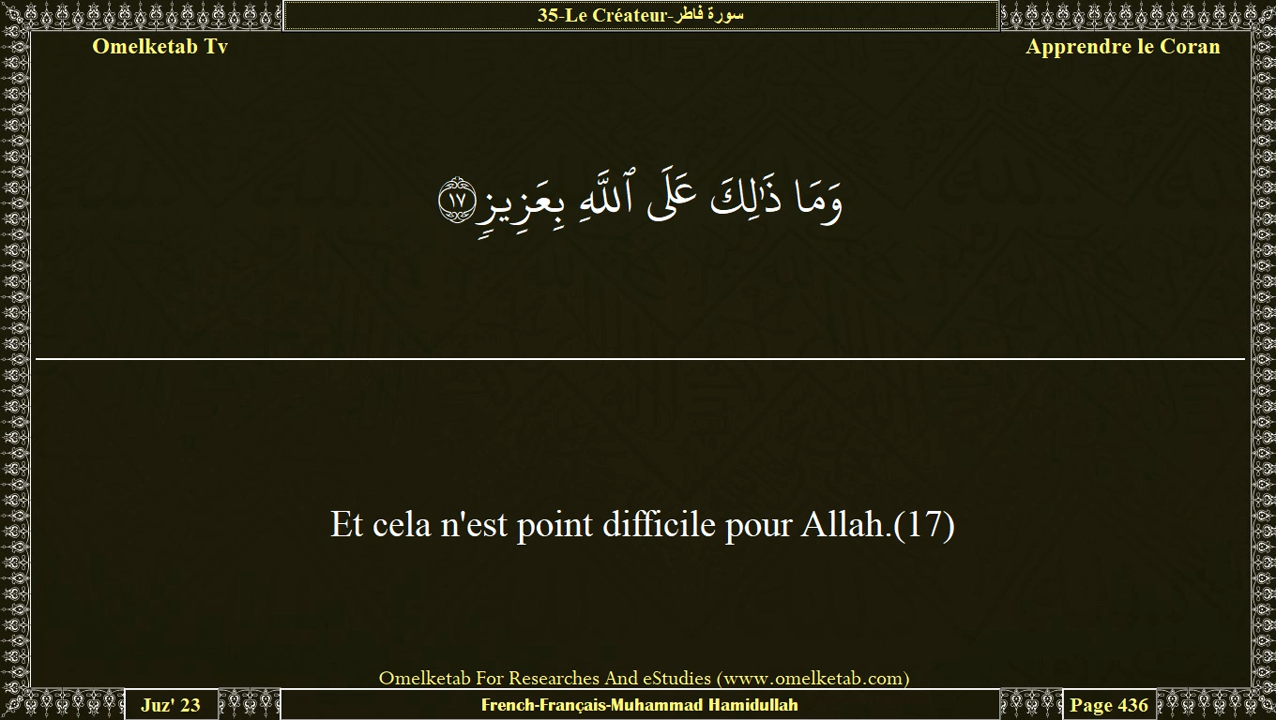 35-Le Créateur-سورة فاطر
Omelketab Tv
Apprendre le Coran
وَمَا ذَٰلِكَ عَلَى ٱللَّهِ بِعَزِيزٍۢ ١٧
Et cela n'est point difficile pour Allah.(17)
Omelketab For Researches And eStudies (www.omelketab.com)
Juz' 23
French-Français-Muhammad Hamidullah
Page 436